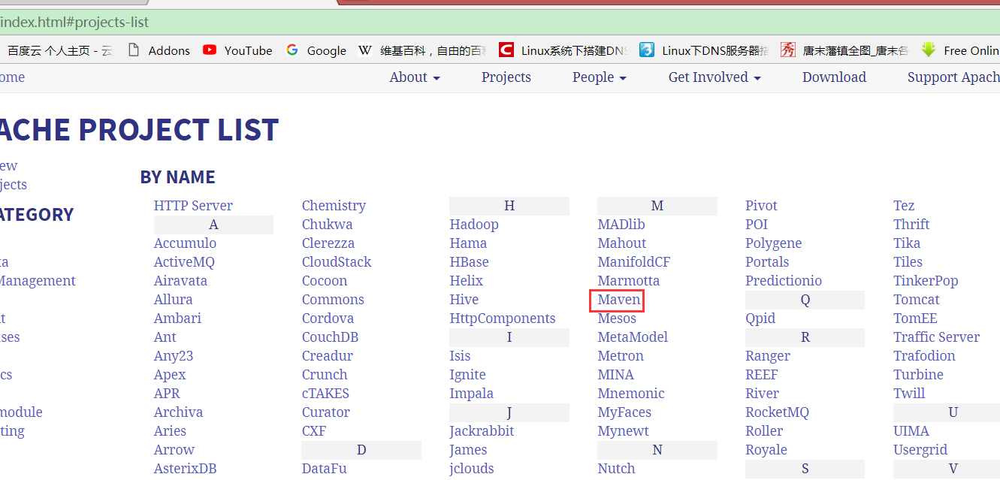 index.html#projects-list
百度云 个人主页 - 云 Addons YouTube Google W 维基百科，自由的百科 Linux系统下搭建DNS Linux下DNS服务器搭 秀 唐末藩镇全图_唐末各 Free Onlin
ome About Projects People Get Involved Download Support Apach
ACHE PROJECT LIST
ew
jects
ATEGORY
ta
Management
t
ses
cs
module
ting
BY NAME
HTTP Server
A
Accumulo
ActiveMQ
Airavata
Allura
Ambari
Ant
Any23
Apex
APR
Archiva
Aries
Arrow
AsterixDB
Chemistry
Chukwa
Clerezza
CloudStack
Cocoon
Commons
Cordova
CouchDB
Creadur
Crunch
cTAKES
Curator
CXF
D
DataFu
H
Hadoop
Hama
HBase
Helix
Hive
HttpComponents
I
Isis
Ignite
Impala
J
Jackrabbit
James
jclouds
M
MADlib
Mahout
ManifoldCF
Marmotta
Maven
Mesos
MetaModel
Metron
MINA
Mnemonic
MyFaces
Mynewt
N
Nutch
Pivot
POI
Polygene
Portals
Predictionio
Q
Qpid
R
Ranger
REEF
River
RocketMQ
Roller
Royale
S
Tez
Thrift
Tika
Tiles
TinkerPop
Tomcat
TomEE
Traffic Server
Trafodion
Turbine
Twill
U
UIMA
Usergrid
V